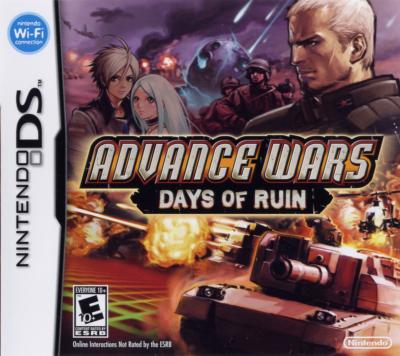 Nintendo
Wi-Fi
connection
NINTENDO DS
ADVANCE WARS
DAYS OF RUIN
EVERYONE 10+
E
10+
CONTENT RATED BY
ESRB
Online Interactions Not Rated by the ESRB
Nintendo